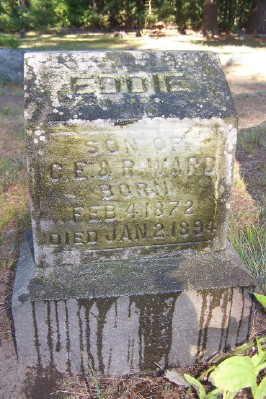 EDDIE
SON OF
C. E. & R. WARD
BORN
FEB. 4. 1872
DIED JAN. 2. 1894